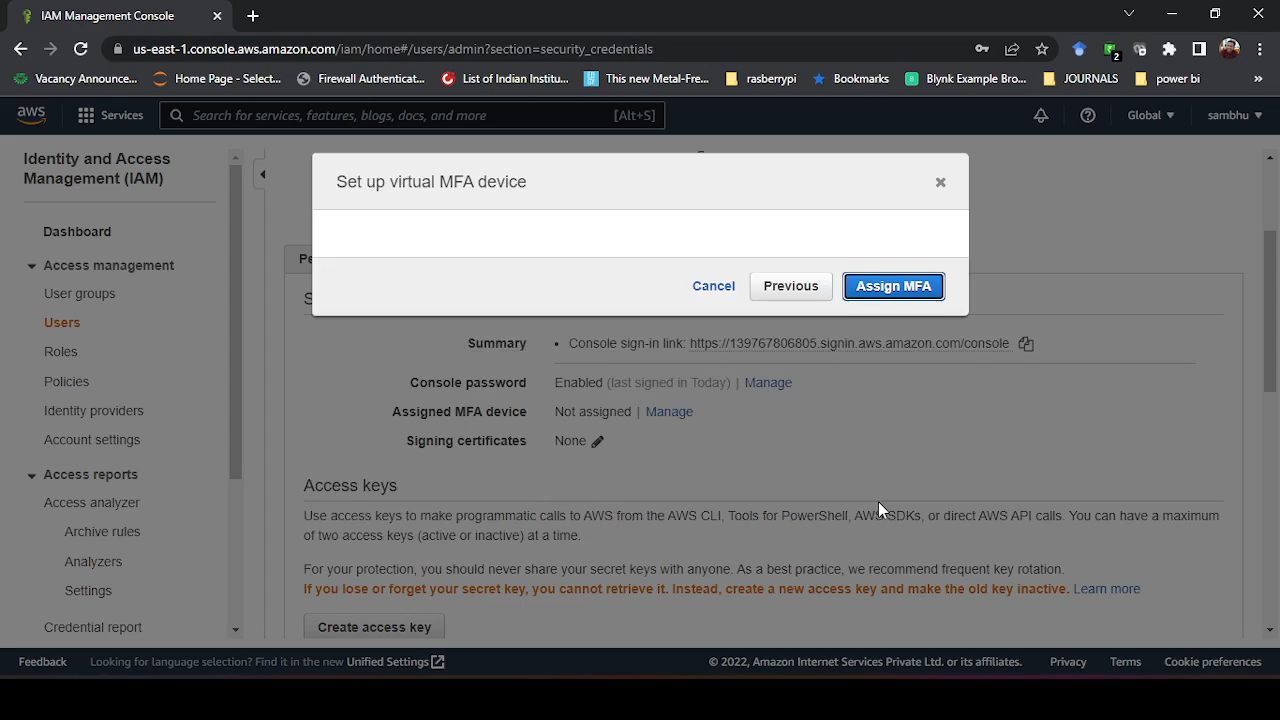 IAM Management Console
us-east-1.console.aws.amazon.com/iam/home#/users/admin?section=security_credentials
2
Vacancy Announce...
Home Page - Select...
Firewall Authenticat...
List of Indian Institu...
This new Metal-Fre...
rasberrypi
Bookmarks
Blynk Example Bro...
JOURNALS
power bi
»
aws
Services
Search for services, features, blogs, docs, and more
[Alt+S]
Global
sambhu
Identity and Access
Management (IAM)
Dashboard
Access management
User groups
Users
Roles
Policies
Identity providers
Account settings
Access reports
Access analyzer
Archive rules
Analyzers
Settings
Credential report
Set up virtual MFA device
Cancel
Previous
Assign MFA
Summary
• Console sign-in link: https://139767806805.signin.aws.amazon.com/console
Console password
Enabled (last signed in Today) | Manage
Assigned MFA device
Not assigned | Manage
Signing certificates
None
Access keys
Use access keys to make programmatic calls to AWS from the AWS CLI, Tools for PowerShell, AWS SDKs, or direct AWS API calls. You can have a maximum
of two access keys (active or inactive) at a time.
For your protection, you should never share your secret keys with anyone. As a best practice, we recommend frequent key rotation.
If you lose or forget your secret key, you cannot retrieve it. Instead, create a new access key and make the old key inactive. Learn more
Create access key
Feedback
Looking for language selection? Find it in the new Unified Settings
© 2022, Amazon Internet Services Private Ltd. or its affiliates.
Privacy
Terms
Cookie preferences